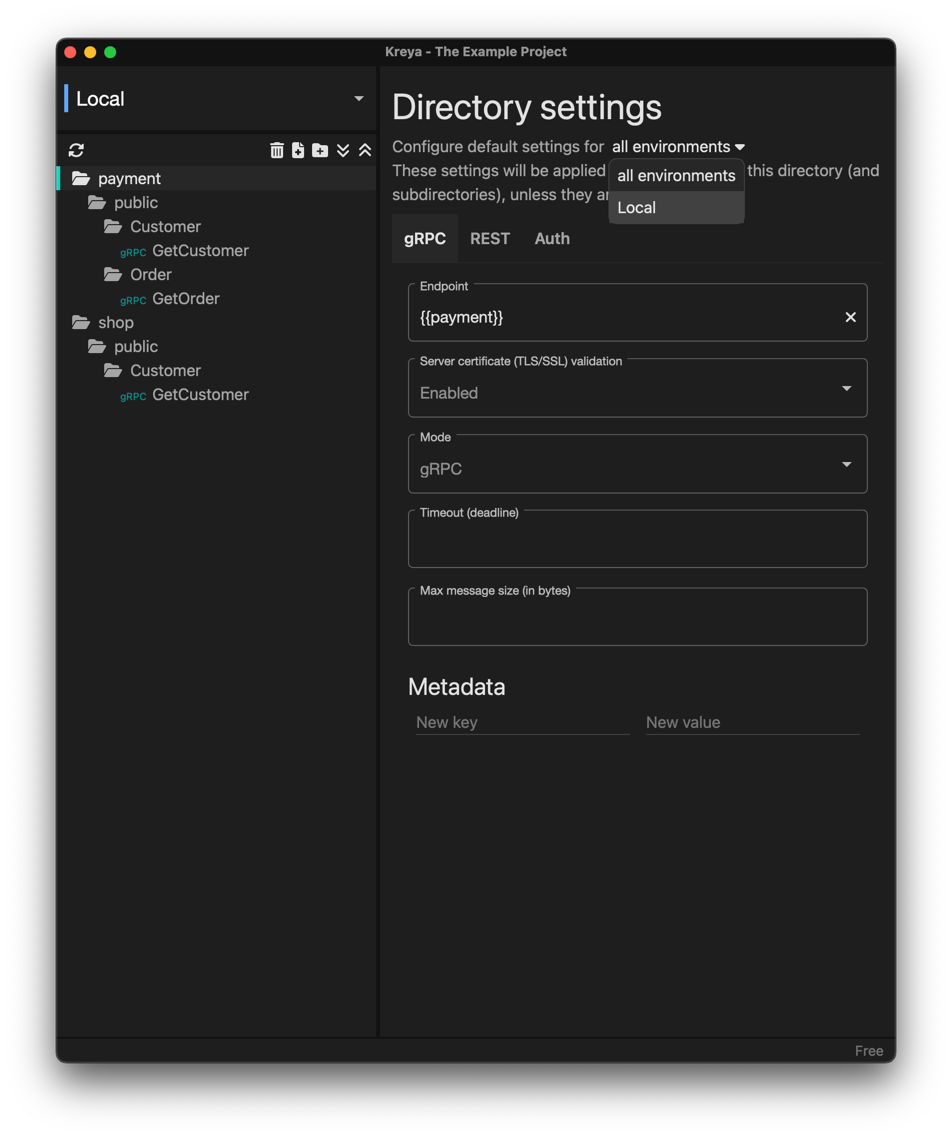 Kreya - The Example Project
Local
payment
public
Customer
gRPC GetCustomer
Order
gRPC GetOrder
shop
public
Customer
gRPC GetCustomer
Directory settings
Configure default settings for all environments
These settings will be applied this directory (and
subdirectories), unless they
all environments
Local
gRPC REST Auth
Endpoint
{{payment}}
Server certificate (TLS/SSL) validation
Enabled
Mode
gRPC
Timeout (deadline)
Max message size (in bytes)
Metadata
New key New value
Free